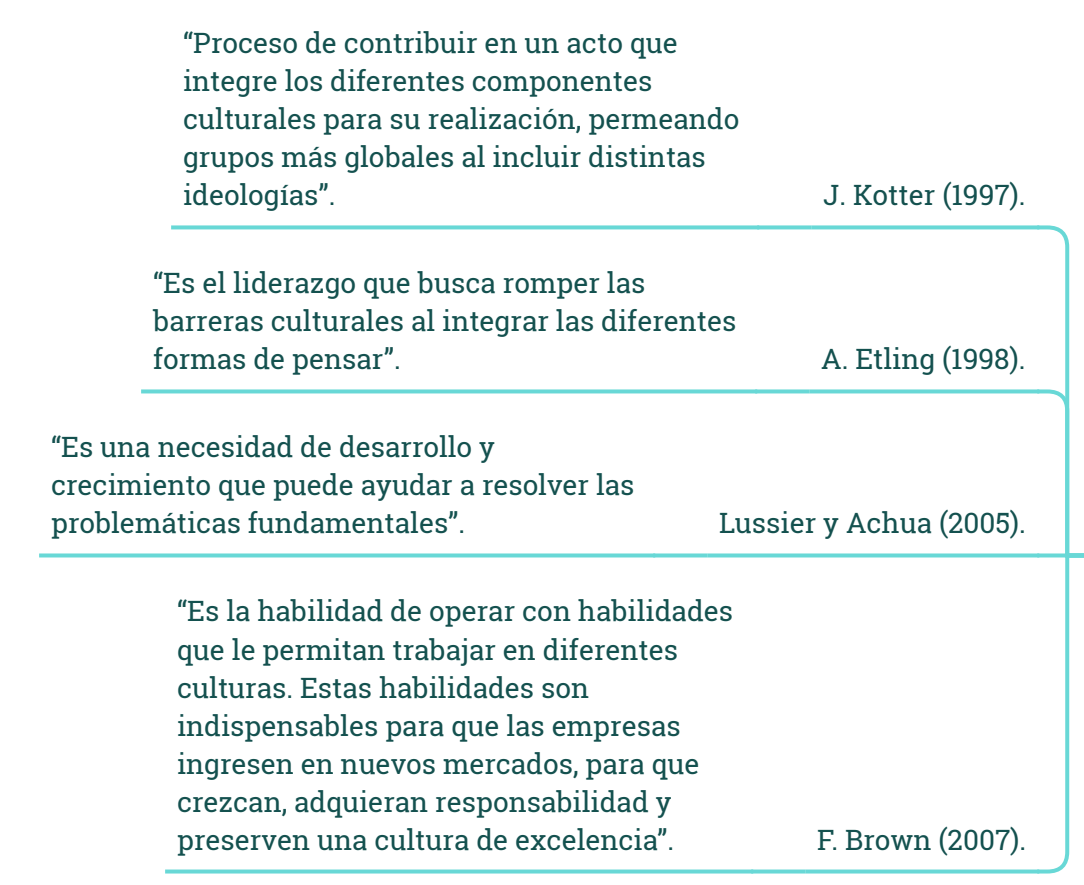 “Proceso de contribuir en un acto que
integre los diferentes componentes
culturales para su realización, permeando
grupos más globales al incluir distintas
ideologías”.
J. Kotter (1997).
“Es el liderazgo que busca romper las
barreras culturales al integrar las diferentes
formas de pensar”.
A. Etling (1998).
“Es una necesidad de desarrollo y
crecimiento que puede ayudar a resolver las
problemáticas fundamentales”.
Lussier y Achua (2005).
“Es la habilidad de operar con habilidades
que le permitan trabajar en diferentes
culturas. Estas habilidades son
indispensables para que las empresas
ingresen en nuevos mercados, para que
crezcan, adquieran responsabilidad y
preserven una cultura de excelencia”.
F. Brown (2007).